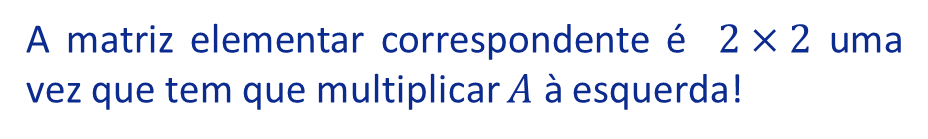 A matriz elementar correspondente é 2 × 2 uma
vez que tem que multiplicar A à esquerda!